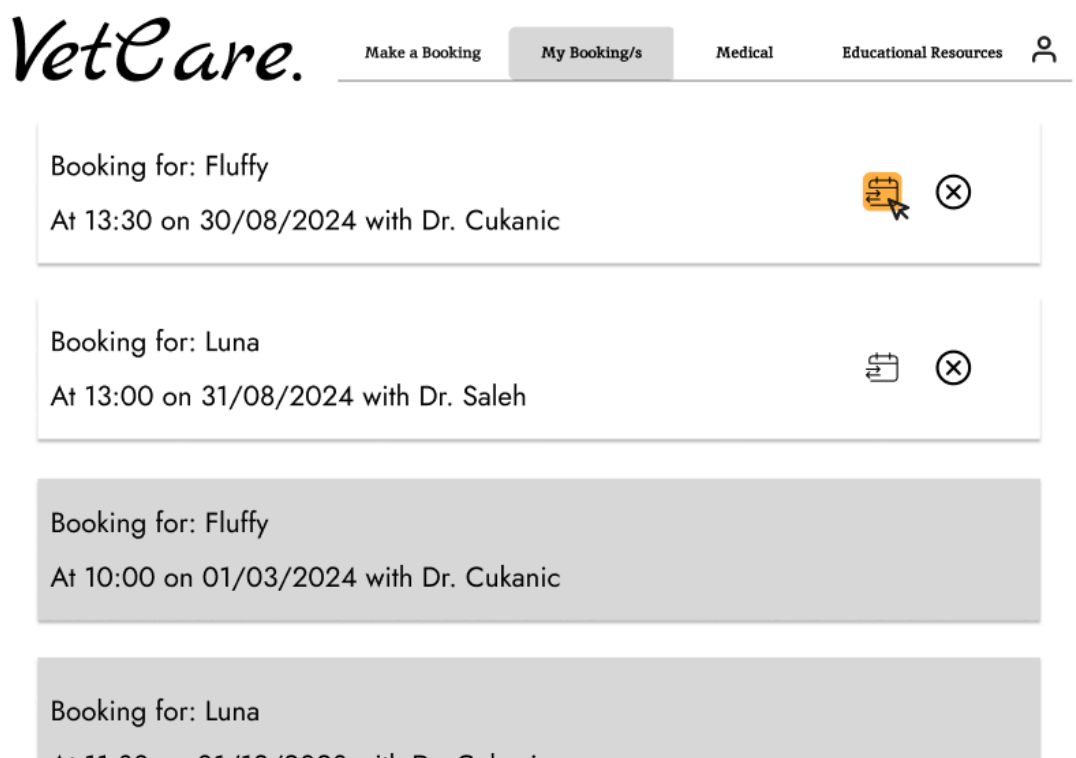 VetCare.
Make a Booking
My Booking/s
Medical
Educational Resources
Booking for: Fluffy
At 13:30 on 30/08/2024 with Dr. Cukanic
Booking for: Luna
At 13:00 on 31/08/2024 with Dr. Saleh
Booking for: Fluffy
At 10:00 on 01/03/2024 with Dr. Cukanic
Booking for: Luna